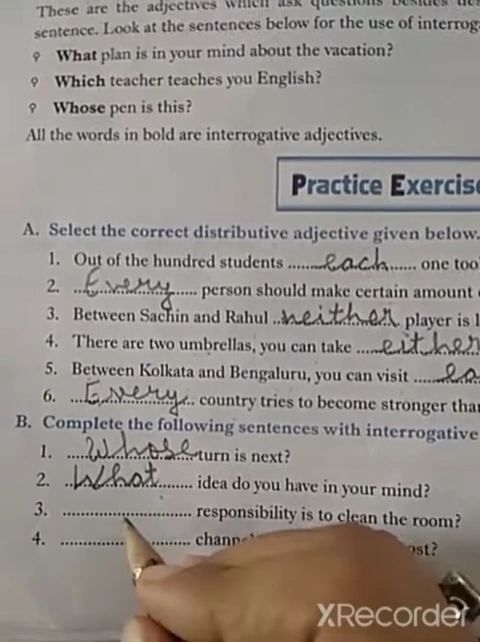 These are the adjectives which ask questions besides
sentence. Look at the sentences below for the use of interrog
What plan is in your mind about the vacation?
Which teacher teaches you English?
Whose pen is this?
All the words in bold are interrogative adjectives.
Practice Exercise
A. Select the correct distributive adjective given below.
1. Out of the hundred students ......each...... one too
2. ..Every...... person should make certain amount
3. Between Sachin and Rahul ..neither player is
4. There are two umbrellas, you can take .....either
5. Between Kolkata and Bengaluru, you can visit ......ea
6. ...Every.. country tries to become stronger tha
B. Complete the following sentences with interrogative
1. .....Whose turn is next?
2. ..What....... idea do you have in your mind?
3. ............................ responsibility is to clean the room?
4. ............................ chann ost?
XRecorder